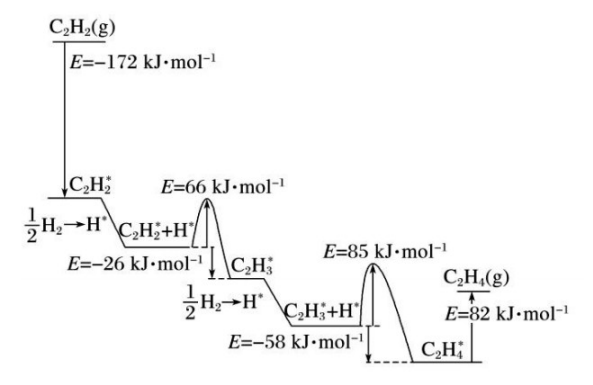 C₂H₂(g)
E=−172 kJ·mol⁻¹
C₂H₂*
E=66 kJ·mol⁻¹
½H₂→H*
C₂H₂*+H*
E=−26 kJ·mol⁻¹
C₂H₃*
E=85 kJ·mol⁻¹
C₂H₄(g)
½H₂→H*
C₂H₃*+H*
E=82 kJ·mol⁻¹
E=−58 kJ·mol⁻¹
C₂H₄*